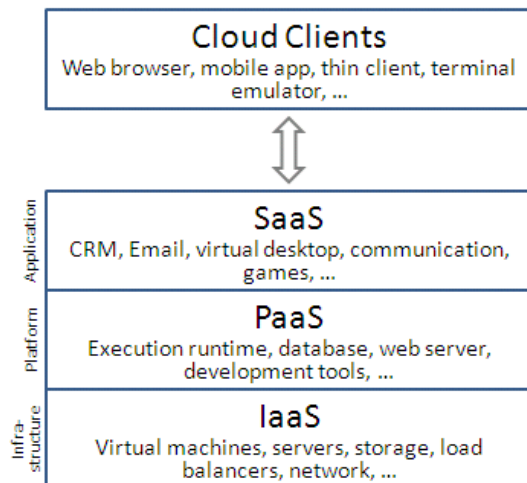 Cloud Clients
Web browser, mobile app, thin client, terminal
emulator, ...
Application
SaaS
CRM, Email, virtual desktop, communication,
games, ...
Platform
PaaS
Execution runtime, database, web server,
development tools, ...
Infra-
structure
IaaS
Virtual machines, servers, storage, load
balancers, network, ...